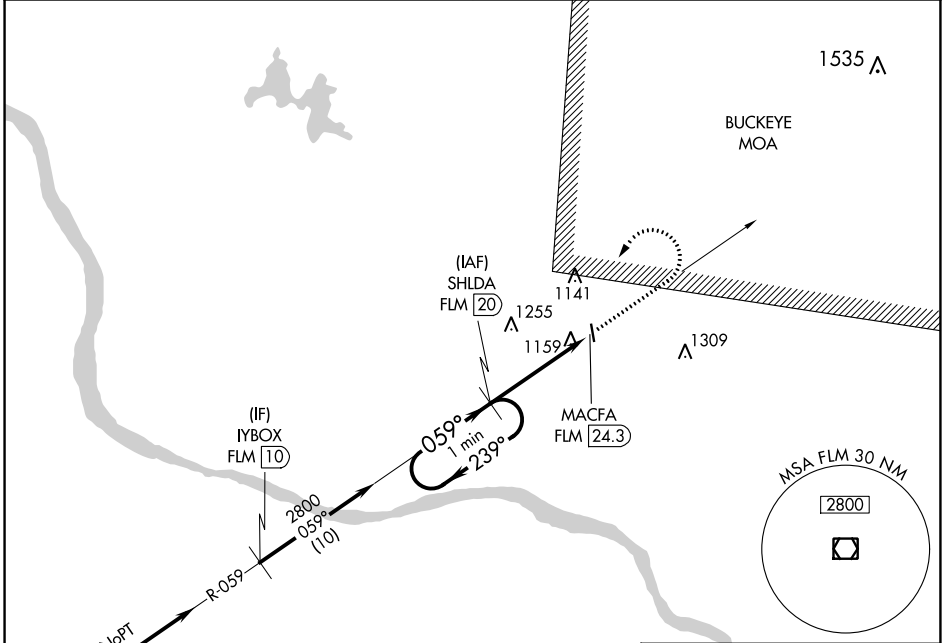 1535
BUCKEYE
MOA
(IAF)
SHLDA
FLM 20
1141
1255
1159
1309
MACFA
FLM 24.3
(IF)
IYBOX
FLM 10
059°
1 min
239°
2800
059°
(10)
R-059
MSA FLM 30 NM
2800